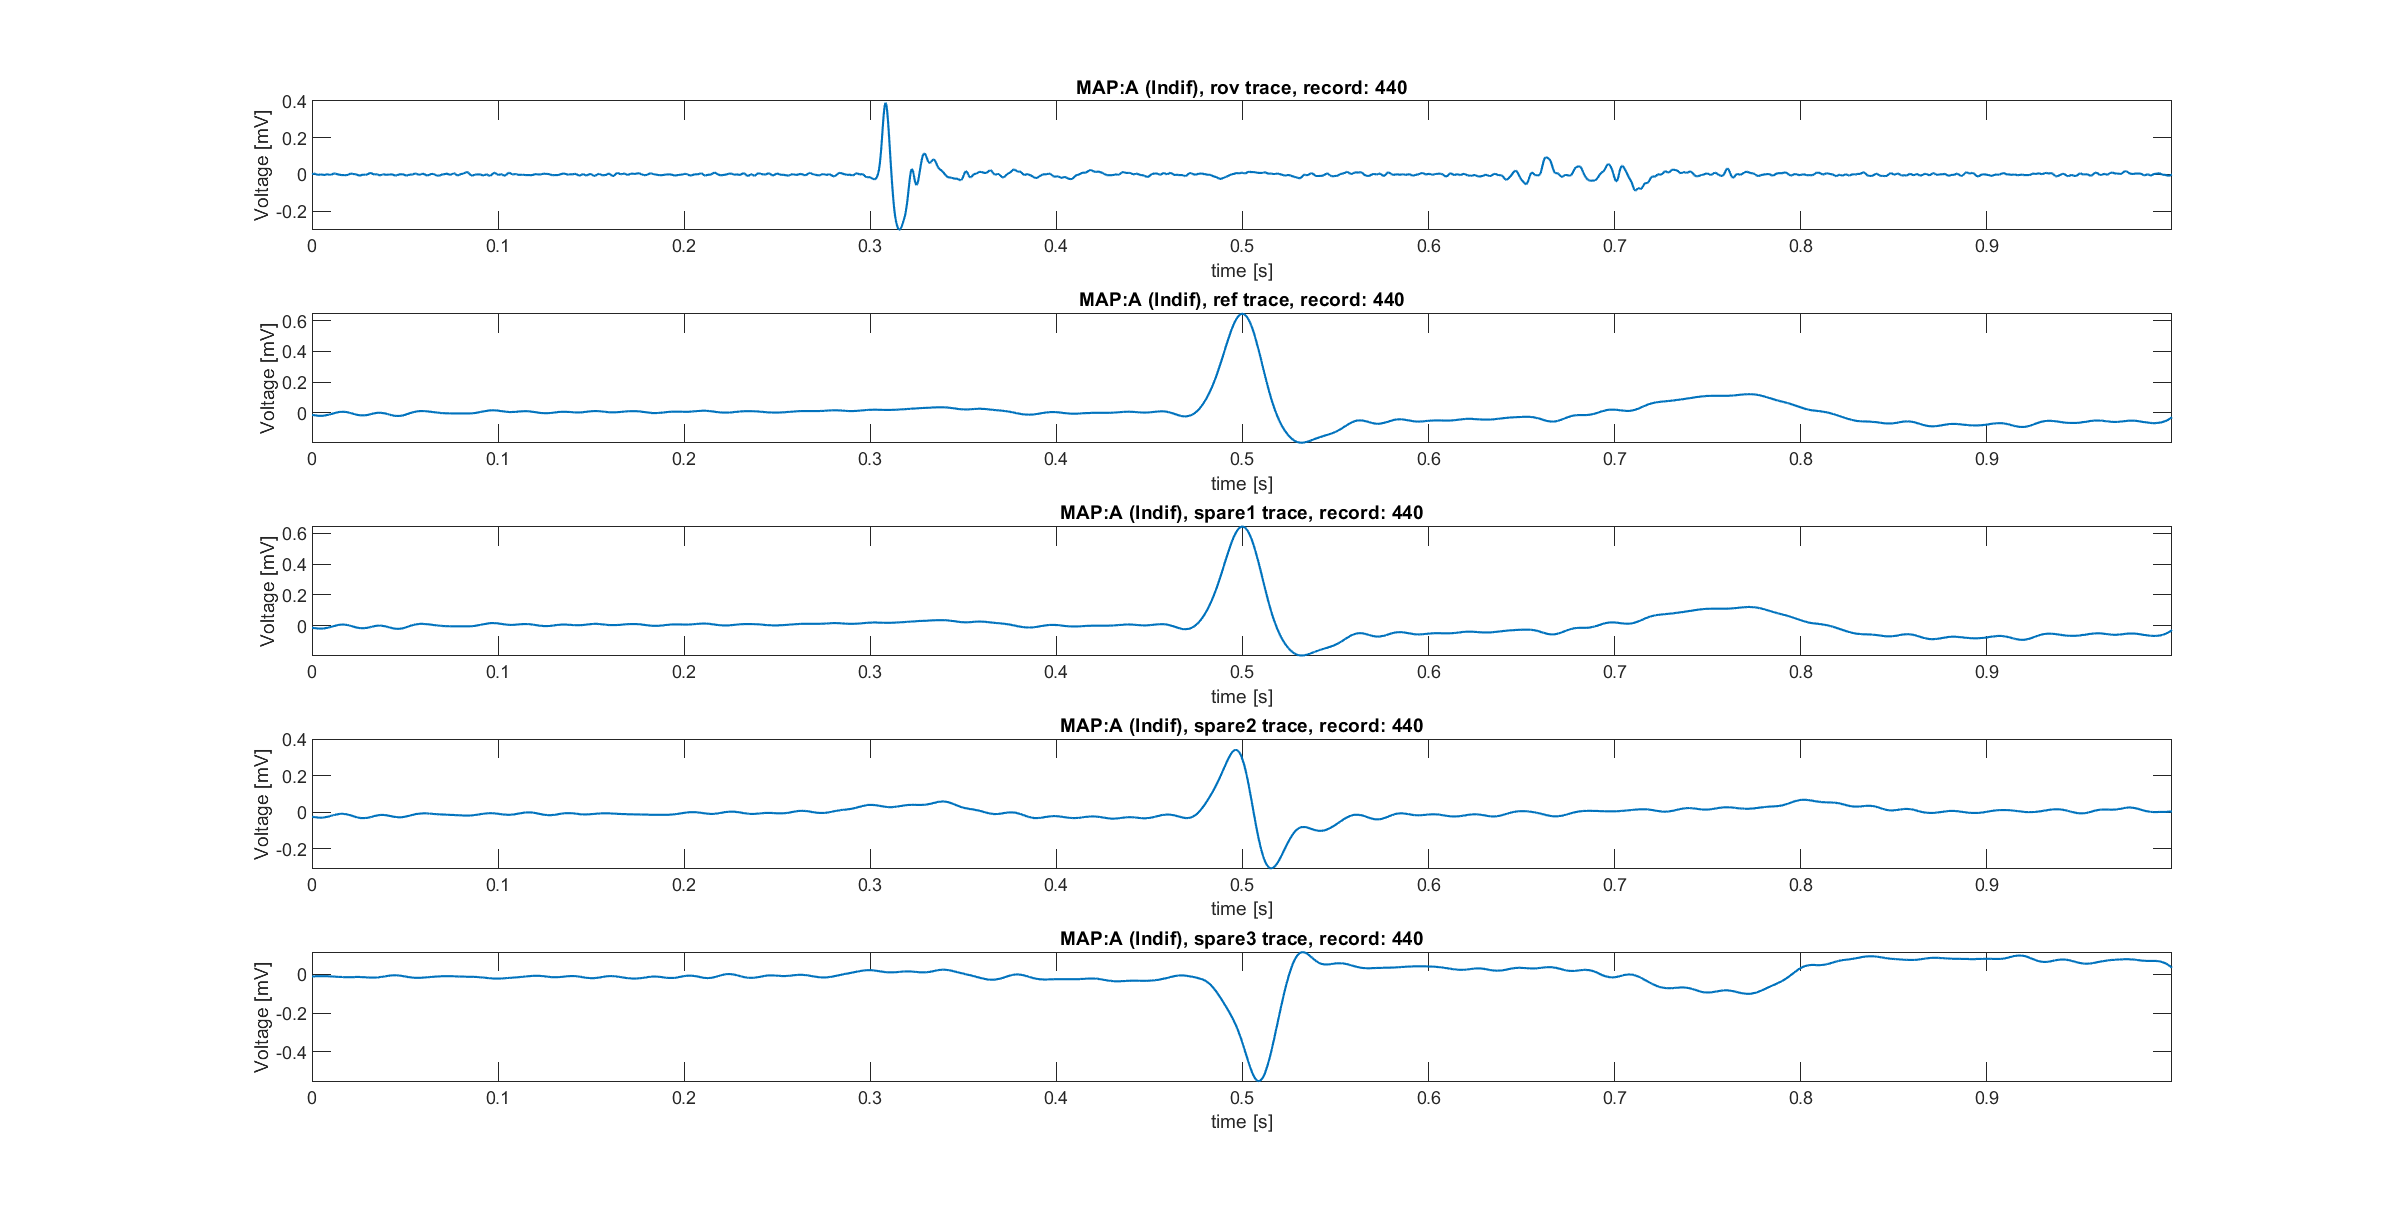 MAP:A (Indif), rov trace, record: 440
Voltage [mV]
0.4
0.2
0
-0.2
0 0.1 0.2 0.3 0.4 0.5 0.6 0.7 0.8 0.9
time [s]
MAP:A (Indif), ref trace, record: 440
Voltage [mV]
0.6
0.4
0.2
0
0 0.1 0.2 0.3 0.4 0.5 0.6 0.7 0.8 0.9
time [s]
MAP:A (Indif), spare1 trace, record: 440
Voltage [mV]
0.6
0.4
0.2
0
0 0.1 0.2 0.3 0.4 0.5 0.6 0.7 0.8 0.9
time [s]
MAP:A (Indif), spare2 trace, record: 440
Voltage [mV]
0.4
0.2
0
-0.2
0 0.1 0.2 0.3 0.4 0.5 0.6 0.7 0.8 0.9
time [s]
MAP:A (Indif), spare3 trace, record: 440
Voltage [mV]
0
-0.2
-0.4
0 0.1 0.2 0.3 0.4 0.5 0.6 0.7 0.8 0.9
time [s]